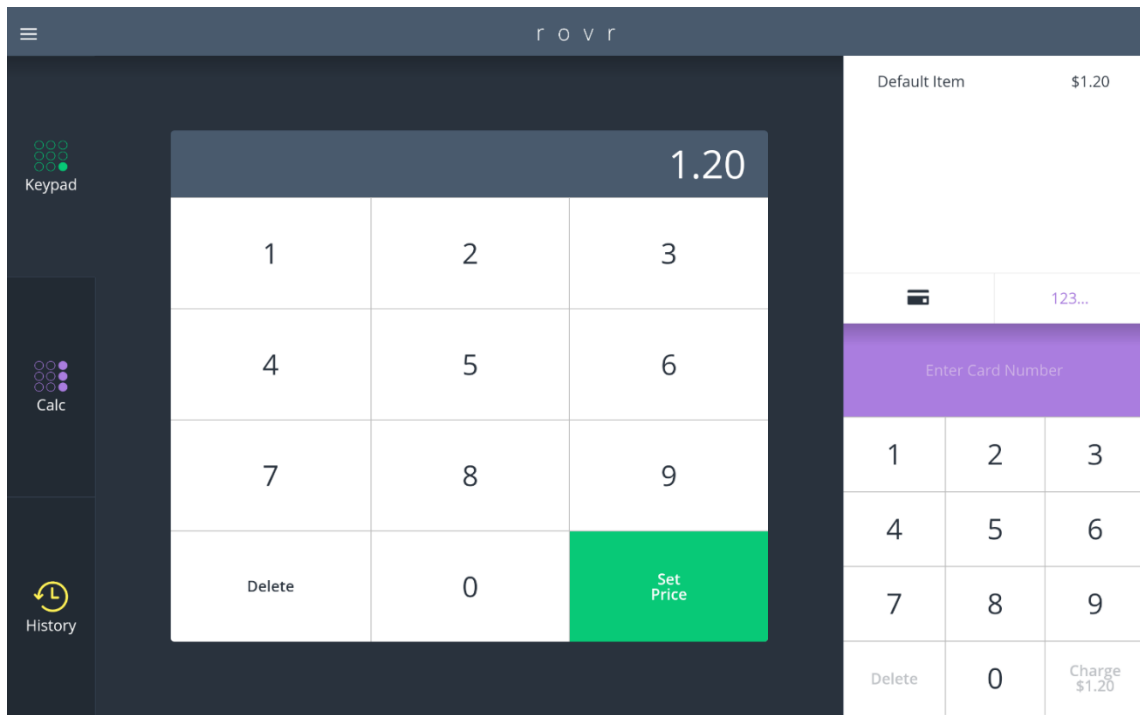 r o v r
Keypad
Calc
History
1.20
1 2 3
4 5 6
7 8 9
Delete 0 Set
Price
Default Item $1.20
123...
Enter Card Number
1 2 3
4 5 6
7 8 9
Delete 0 Charge
$1.20